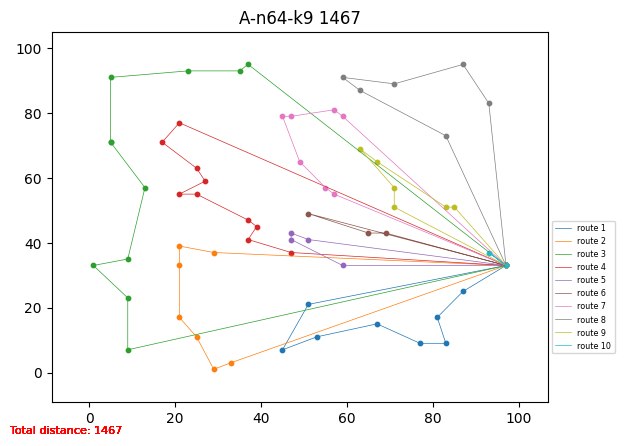 A-n64-k9 1467
100
80
60
40
20
0
0 20 40 60 80 100
route 1
route 2
route 3
route 4
route 5
route 6
route 7
route 8
route 9
route 10
Total distance: 1467